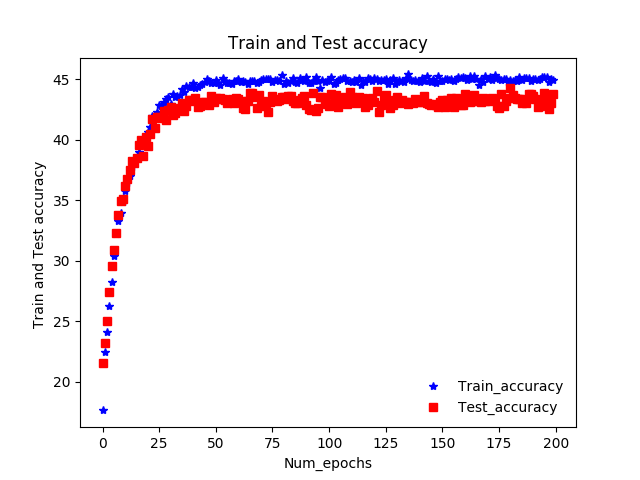 Train and Test accuracy
Train and Test accuracy
45
40
35
30
25
20
Train_accuracy
Test_accuracy
0 25 50 75 100 125 150 175 200
Num_epochs